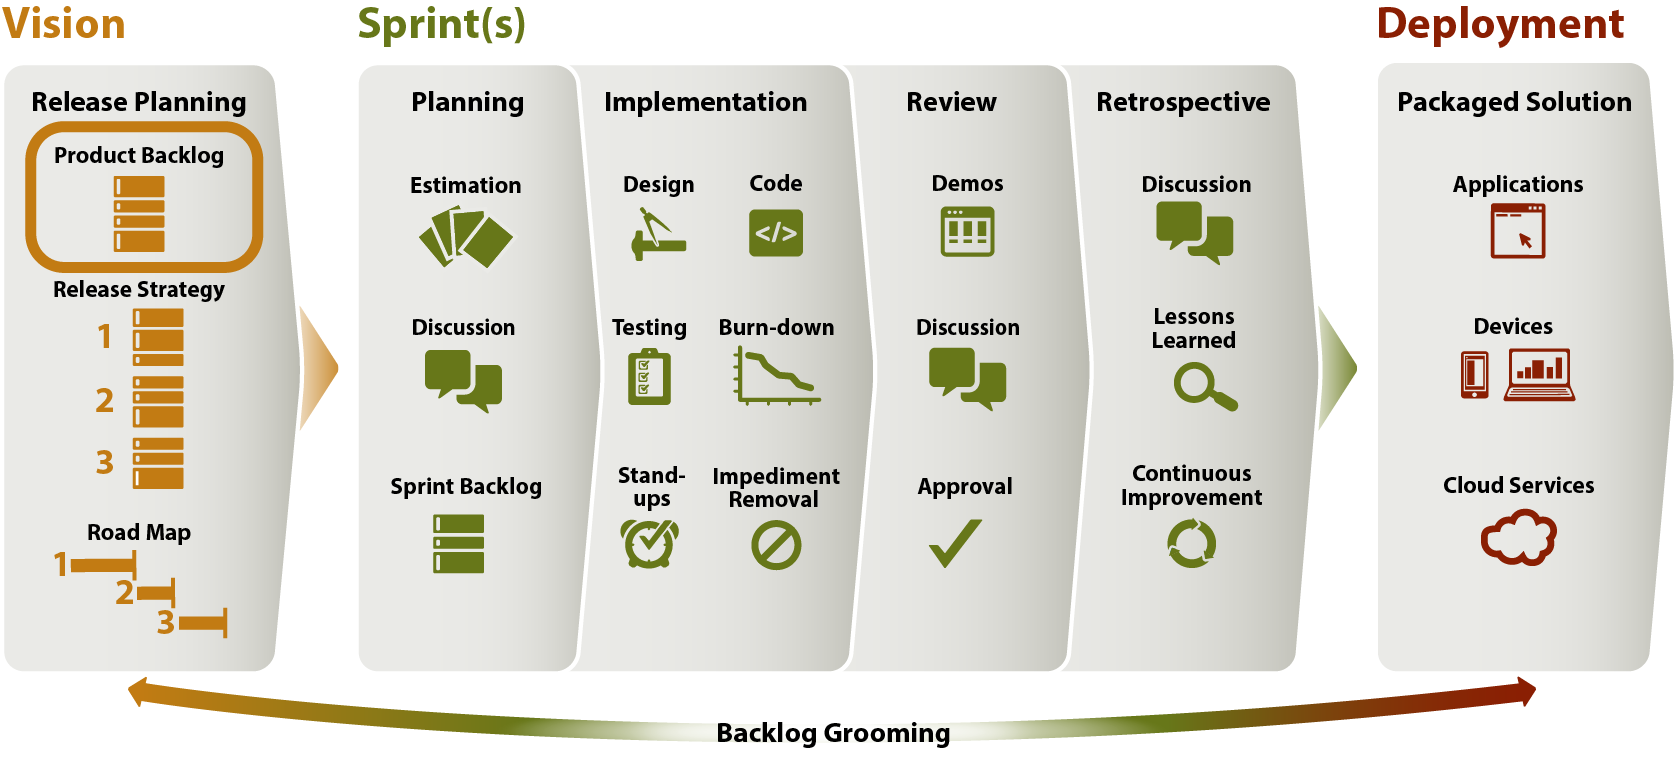 Vision
Release Planning
Product Backlog
Release Strategy
1
2
3
Road Map
1
2
3
Sprint(s)
Planning
Estimation
Discussion
Sprint Backlog
Implementation
Design
Code
</>
Testing
Burn-down
Stand-
ups
Impediment
Removal
Review
Demos
Discussion
Approval
Retrospective
Discussion
Lessons
Learned
Continuous
Improvement
Deployment
Packaged Solution
Applications
Devices
Cloud Services
Backlog Grooming